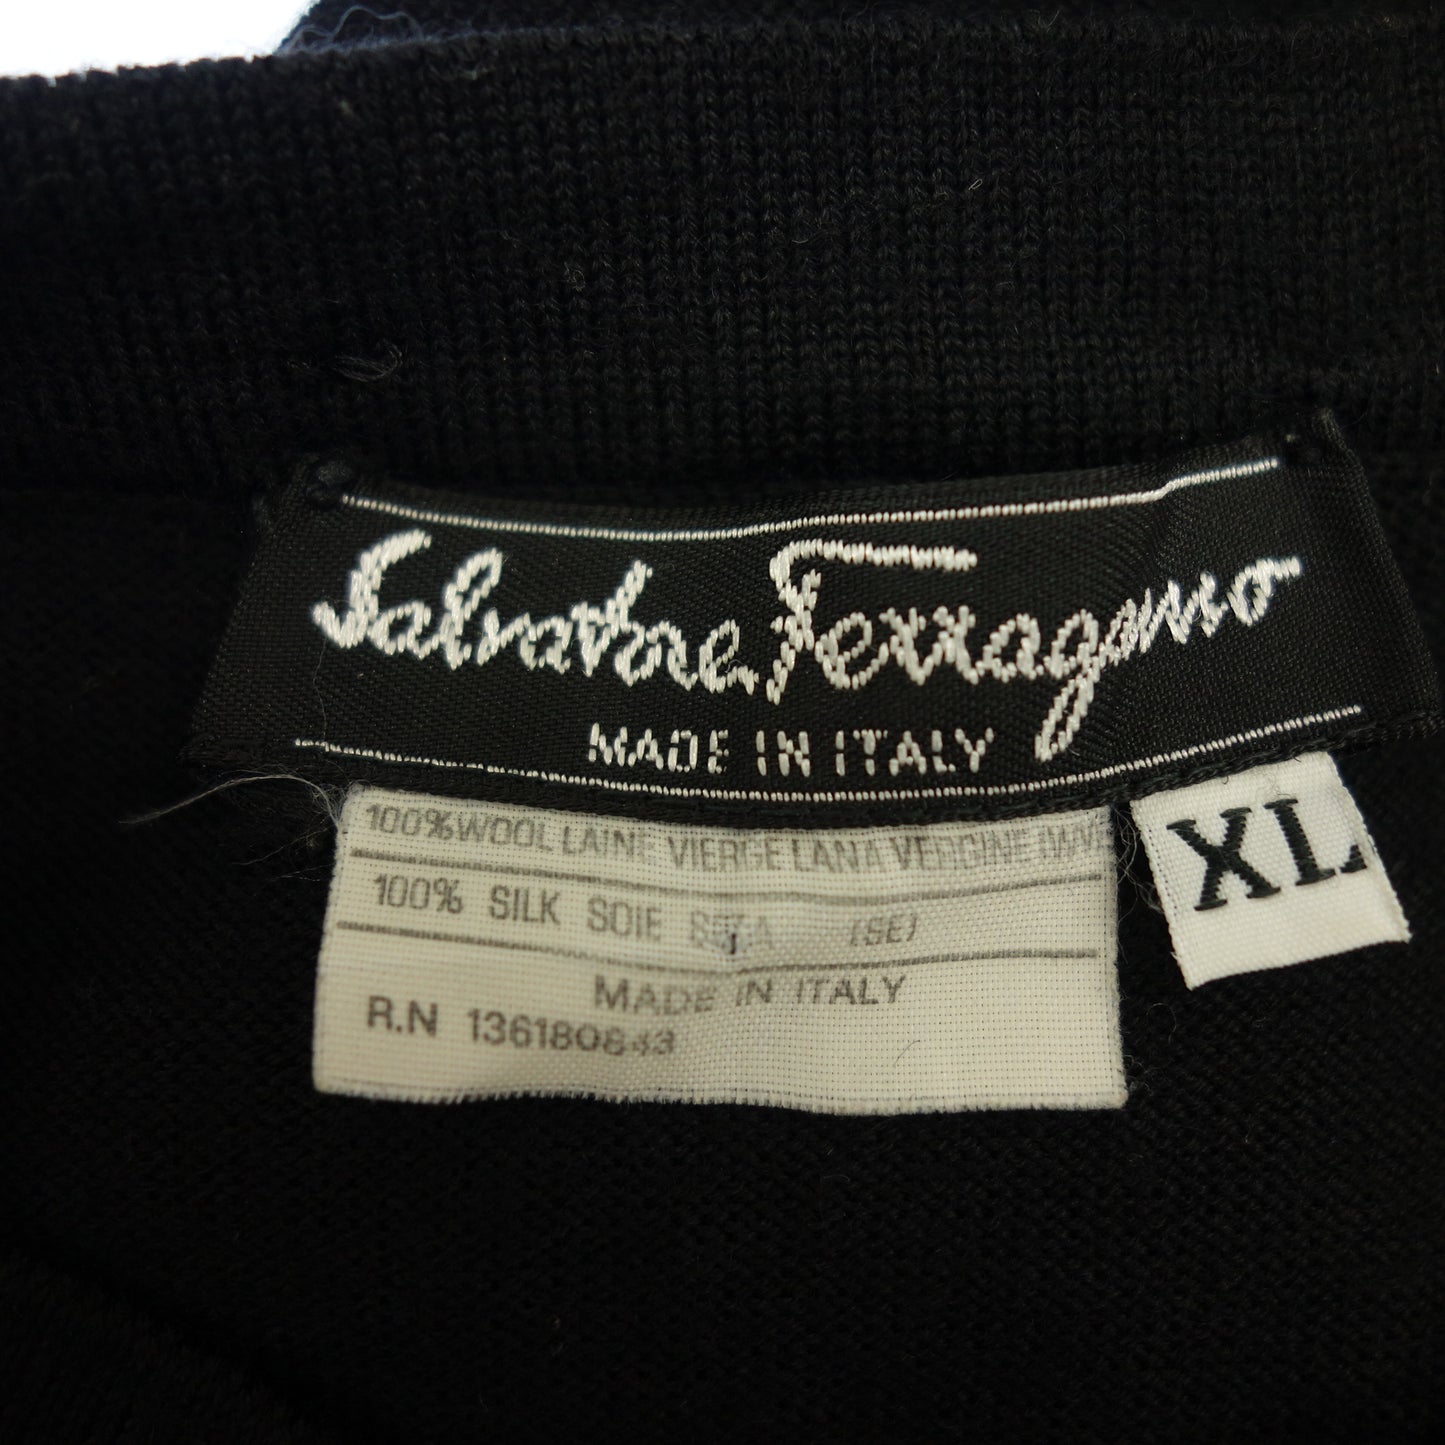 Salvatore Ferragamo
MADE IN ITALY
XL
100% WOOL LAINE VIERGE LANA VERGINE
100% SILK SOIE SETA (SE)
MADE IN ITALY
R.N 136180843